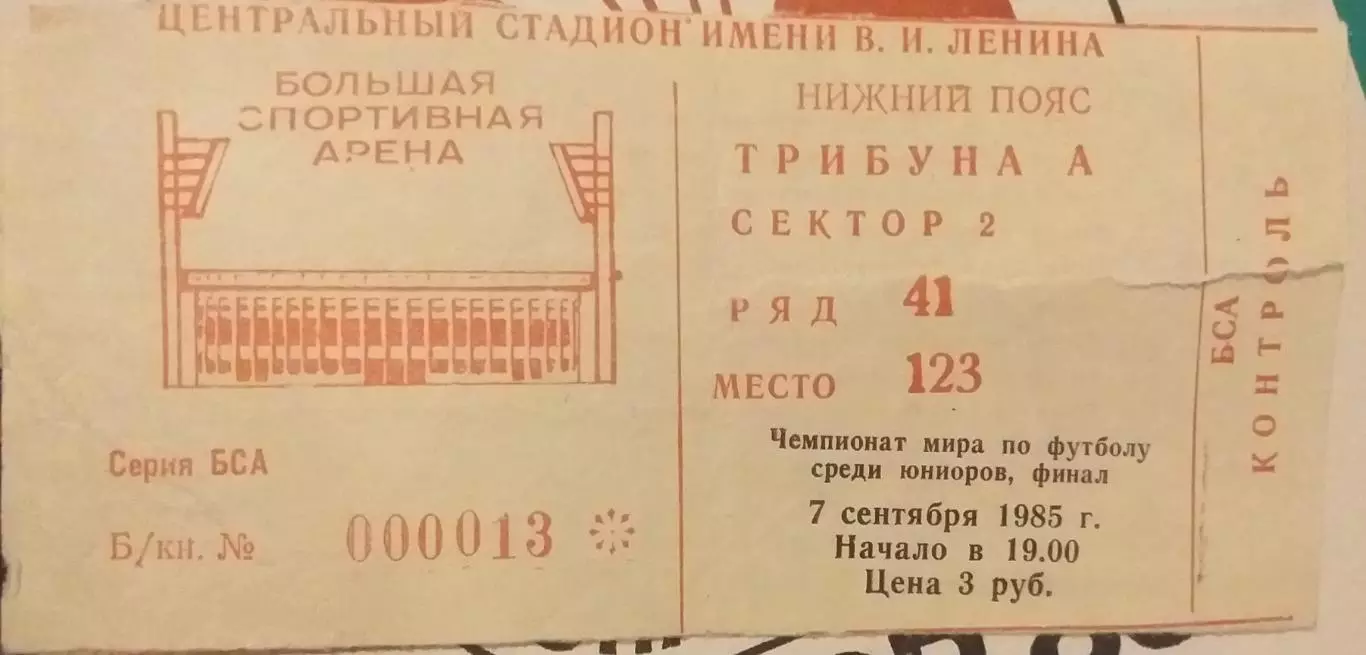 ЦЕНТРАЛЬНЫЙ СТАДИОН ИМЕНИ В. И. ЛЕНИНА
БОЛЬШАЯ
СПОРТИВНАЯ
АРЕНА
Серия БСА
Б/кн. № 000013
НИЖНИЙ ПОЯС
ТРИБУНА А
СЕКТОР 2
РЯД 41
МЕСТО 123
Чемпионат мира по футболу
среди юниоров, финал
7 сентября 1985 г.
Начало в 19.00
Цена 3 руб.
БСА
КОНТРОЛЬ